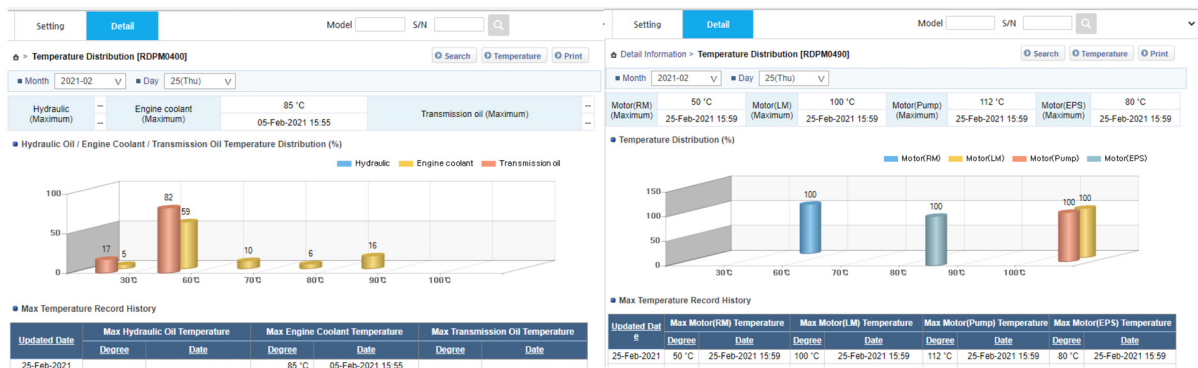 Setting Detail Model S/N
> Temperature Distribution [RDPM0400] Search Temperature Print
Month 2021-02 Day 25(Thu)
Hydraulic (Maximum) -- -- Engine coolant (Maximum) 85 °C 05-Feb-2021 15:55 Transmission oil (Maximum) -- --
Hydraulic Oil / Engine Coolant / Transmission Oil Temperature Distribution (%)
Hydraulic Engine coolant Transmission oil
100
50
0
17 5 82 59 10 6 16
30℃ 60℃ 70℃ 80℃ 90℃ 100℃
Max Temperature Record History
Updated Date Max Hydraulic Oil Temperature Max Engine Coolant Temperature Max Transmission Oil Temperature
Degree Date Degree Date Degree Date
25-Feb-2021 85 °C 05-Feb-2021 15:55
Setting Detail Model S/N
Detail Information > Temperature Distribution [RDPM0490] Search Temperature Print
Month 2021-02 Day 25(Thu)
Motor(RM) (Maximum) 50 °C 25-Feb-2021 15:59 Motor(LM) (Maximum) 100 °C 25-Feb-2021 15:59 Motor(Pump) (Maximum) 112 °C 25-Feb-2021 15:59 Motor(EPS) (Maximum) 80 °C 25-Feb-2021 15:59
Temperature Distribution (%)
Motor(RM) Motor(LM) Motor(Pump) Motor(EPS)
150
100
50
0
100 100 100 100
30℃ 60℃ 70℃ 80℃ 90℃ 100℃
Max Temperature Record History
Updated Dat
e
Max Motor(RM) Temperature Max Motor(LM) Temperature Max Motor(Pump) Temperature Max Motor(EPS) Temperature
Degree Date Degree Date Degree Date Degree Date
25-Feb-2021 50 °C 25-Feb-2021 15:59 100 °C 25-Feb-2021 15:59 112 °C 25-Feb-2021 15:59 80 °C 25-Feb-2021 15:59